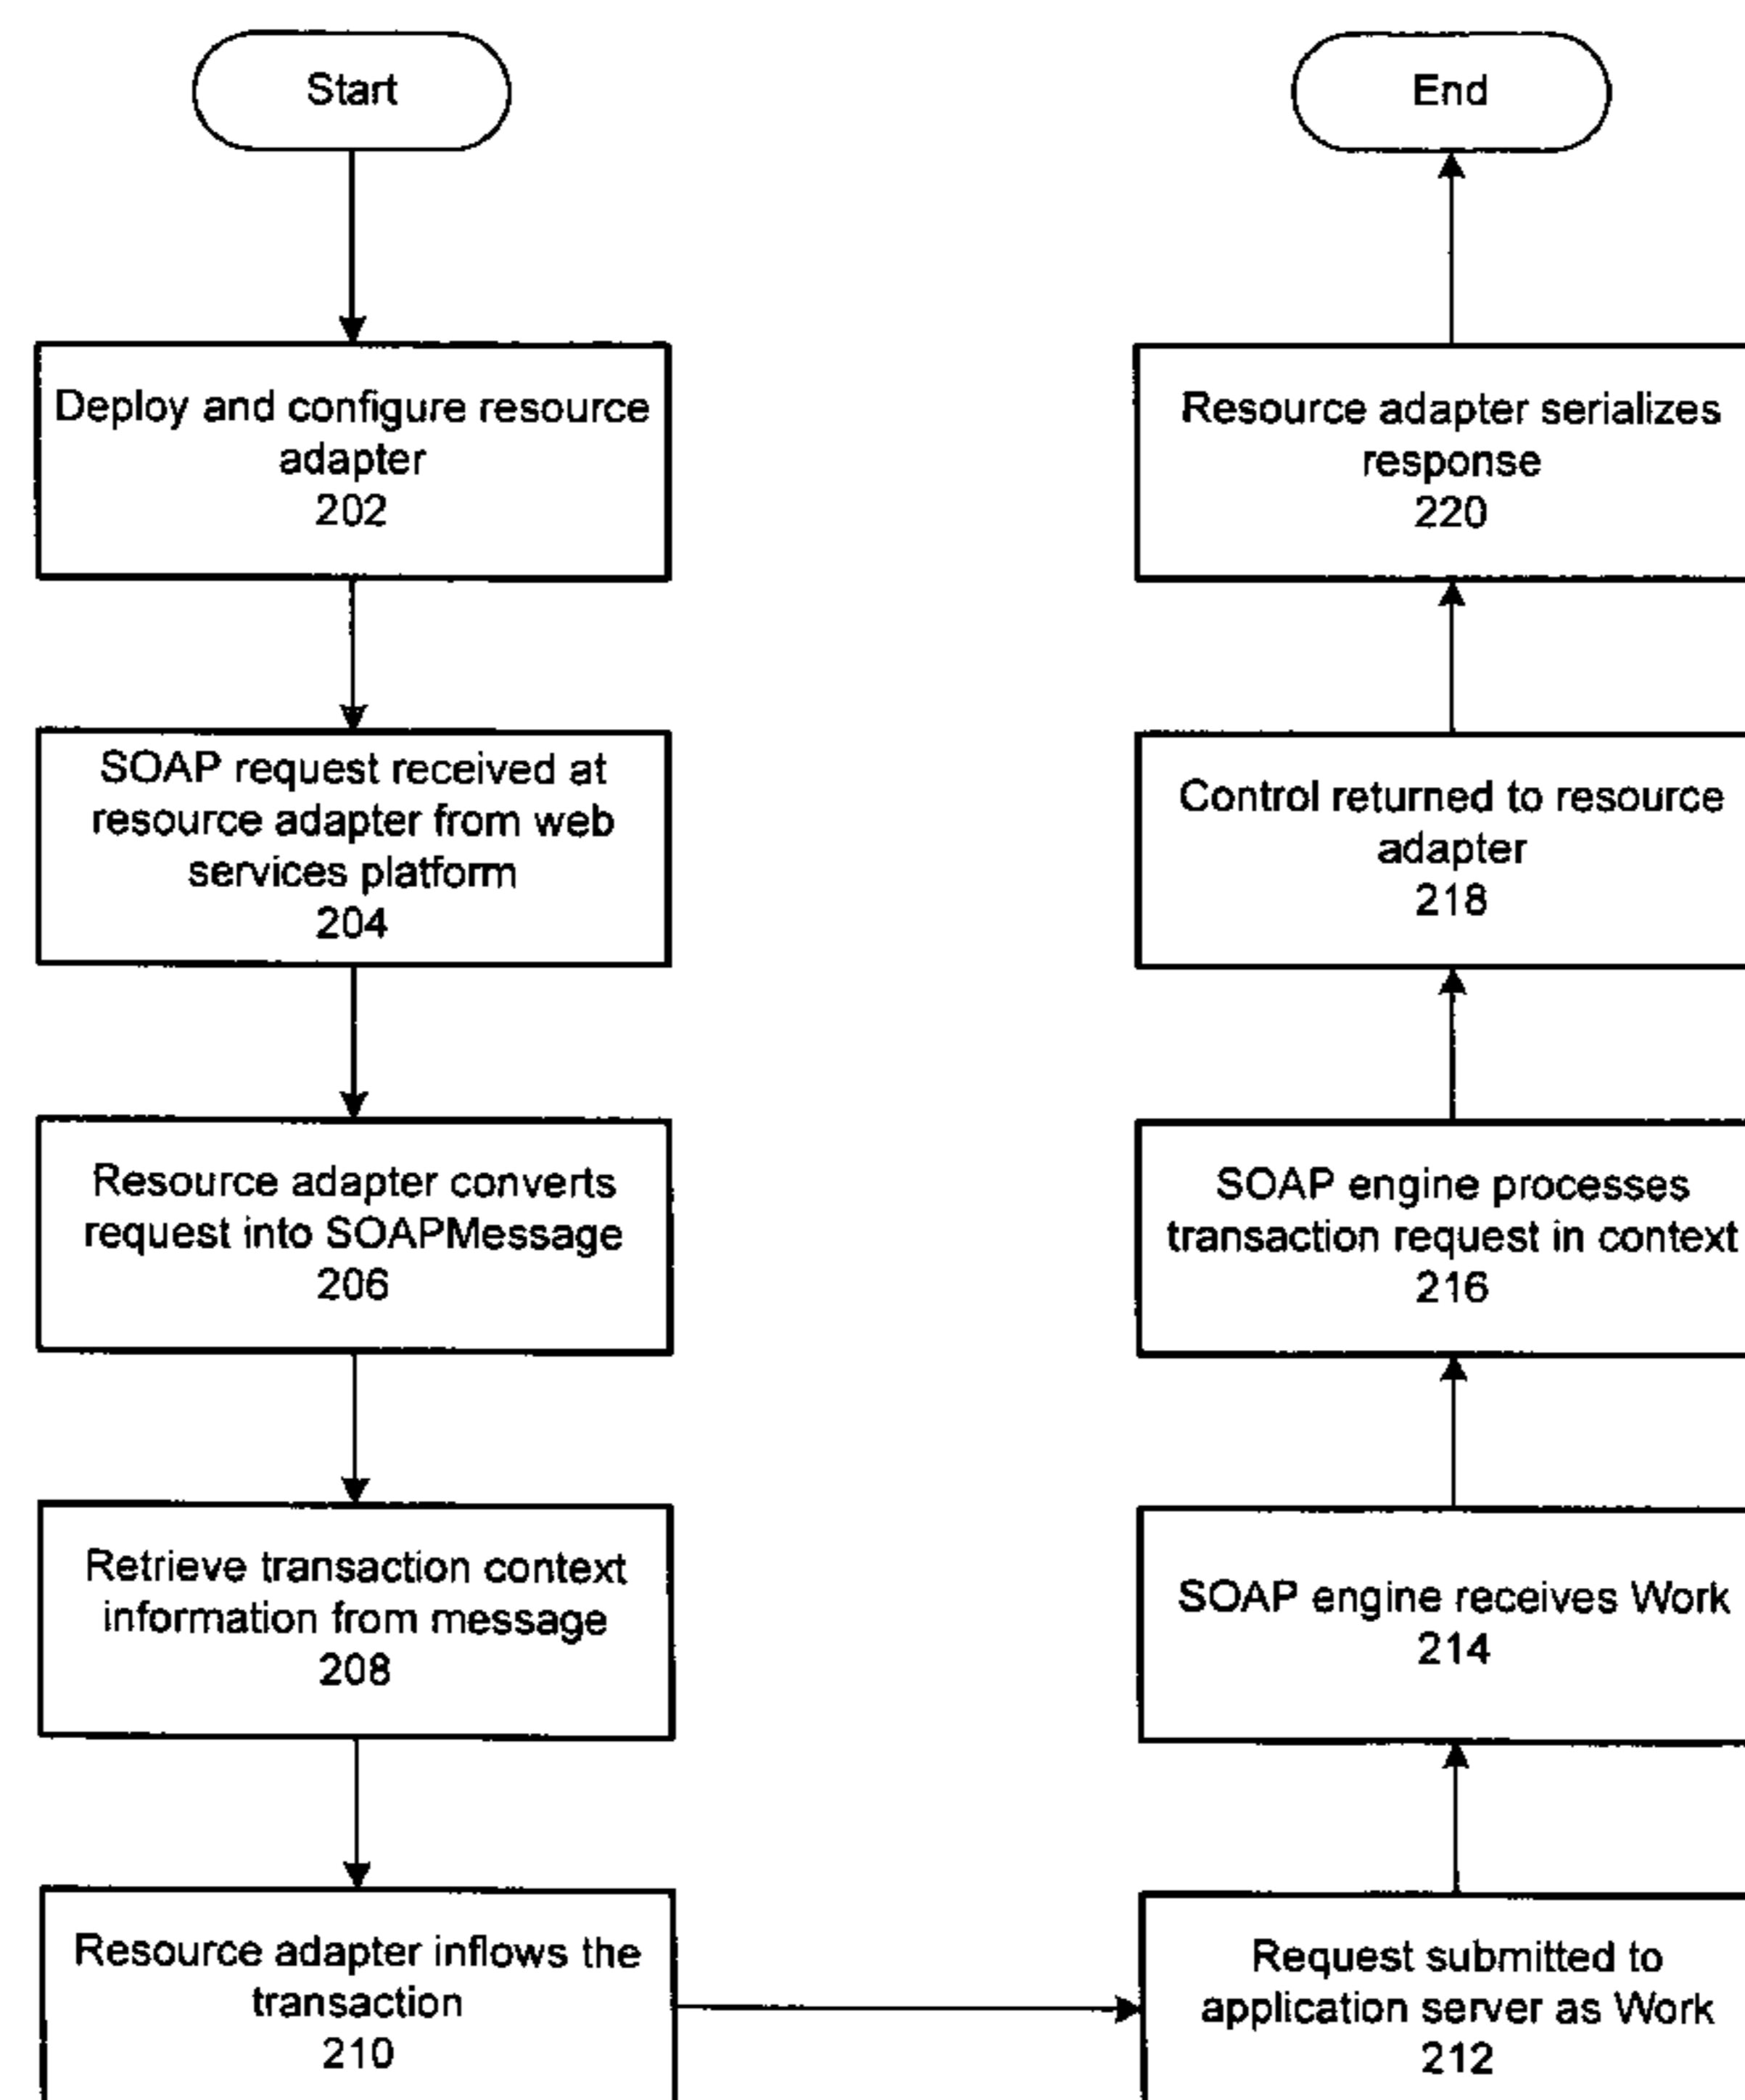 Start
Deploy and configure resource
adapter
202
SOAP request received at
resource adapter from web
services platform
204
Resource adapter converts
request into SOAPMessage
206
Retrieve transaction context
information from message
208
Resource adapter inflows the
transaction
210
Request submitted to
application server as Work
212
SOAP engine receives Work
214
SOAP engine processes
transaction request in context
216
Control returned to resource
adapter
218
Resource adapter serializes
response
220
End